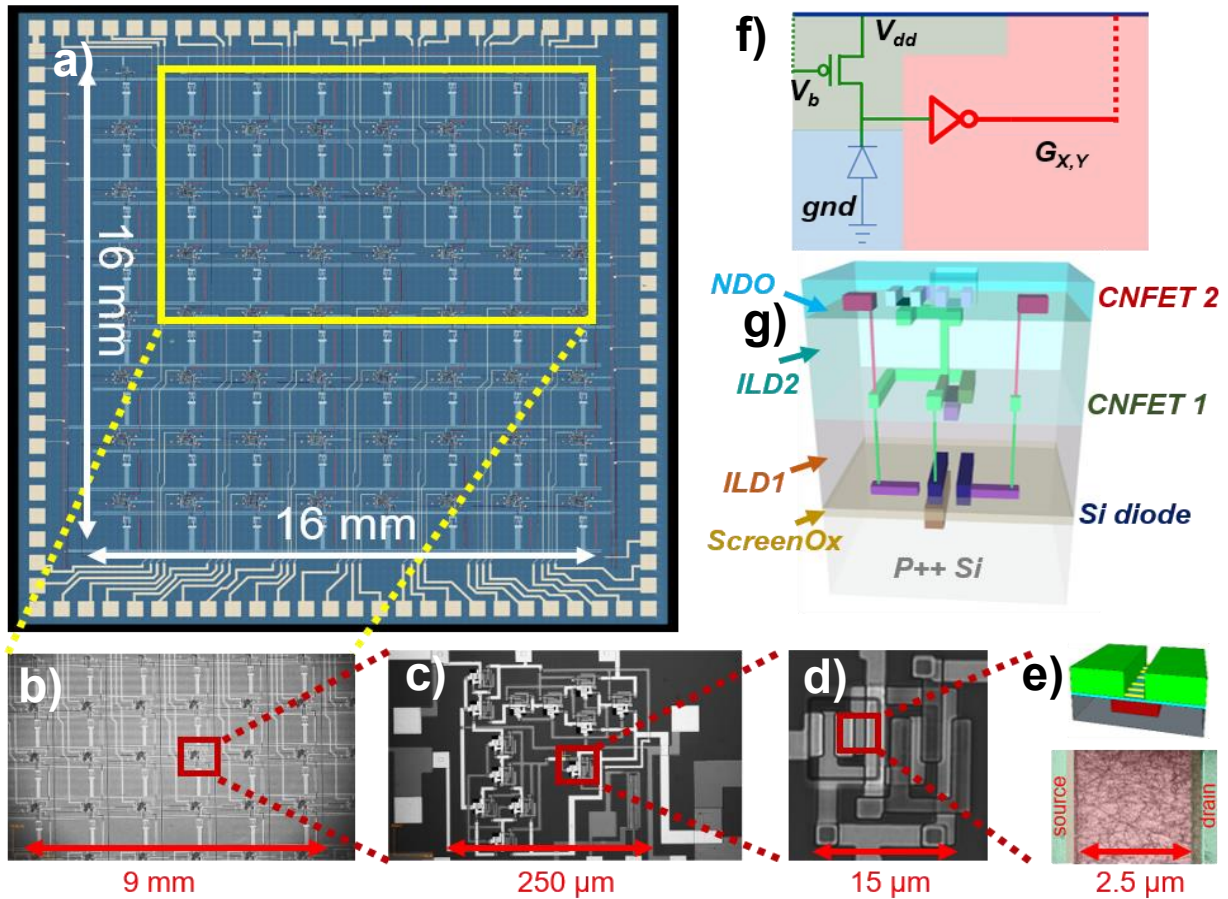 a)
16 mm
16 mm
b)
9 mm
c)
250 µm
d)
15 µm
e)
source
drain
2.5 µm
f)
V_dd
V_b
G_X,Y
gnd
g)
NDO
CNFET 2
ILD2
CNFET 1
ILD1
Si diode
ScreenOx
P++ Si